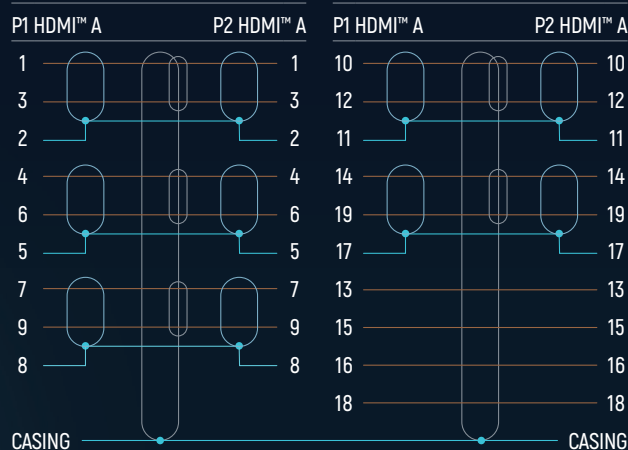 P1 HDMI™ A P2 HDMI™ A P1 HDMI™ A P2 HDMI™ A
1 1 10 10
3 3 12 12
2 2 11 11
4 4 14 14
6 6 19 19
5 5 17 17
7 7 13 13
9 9 15 15
8 8 16 16
18 18
CASING CASING